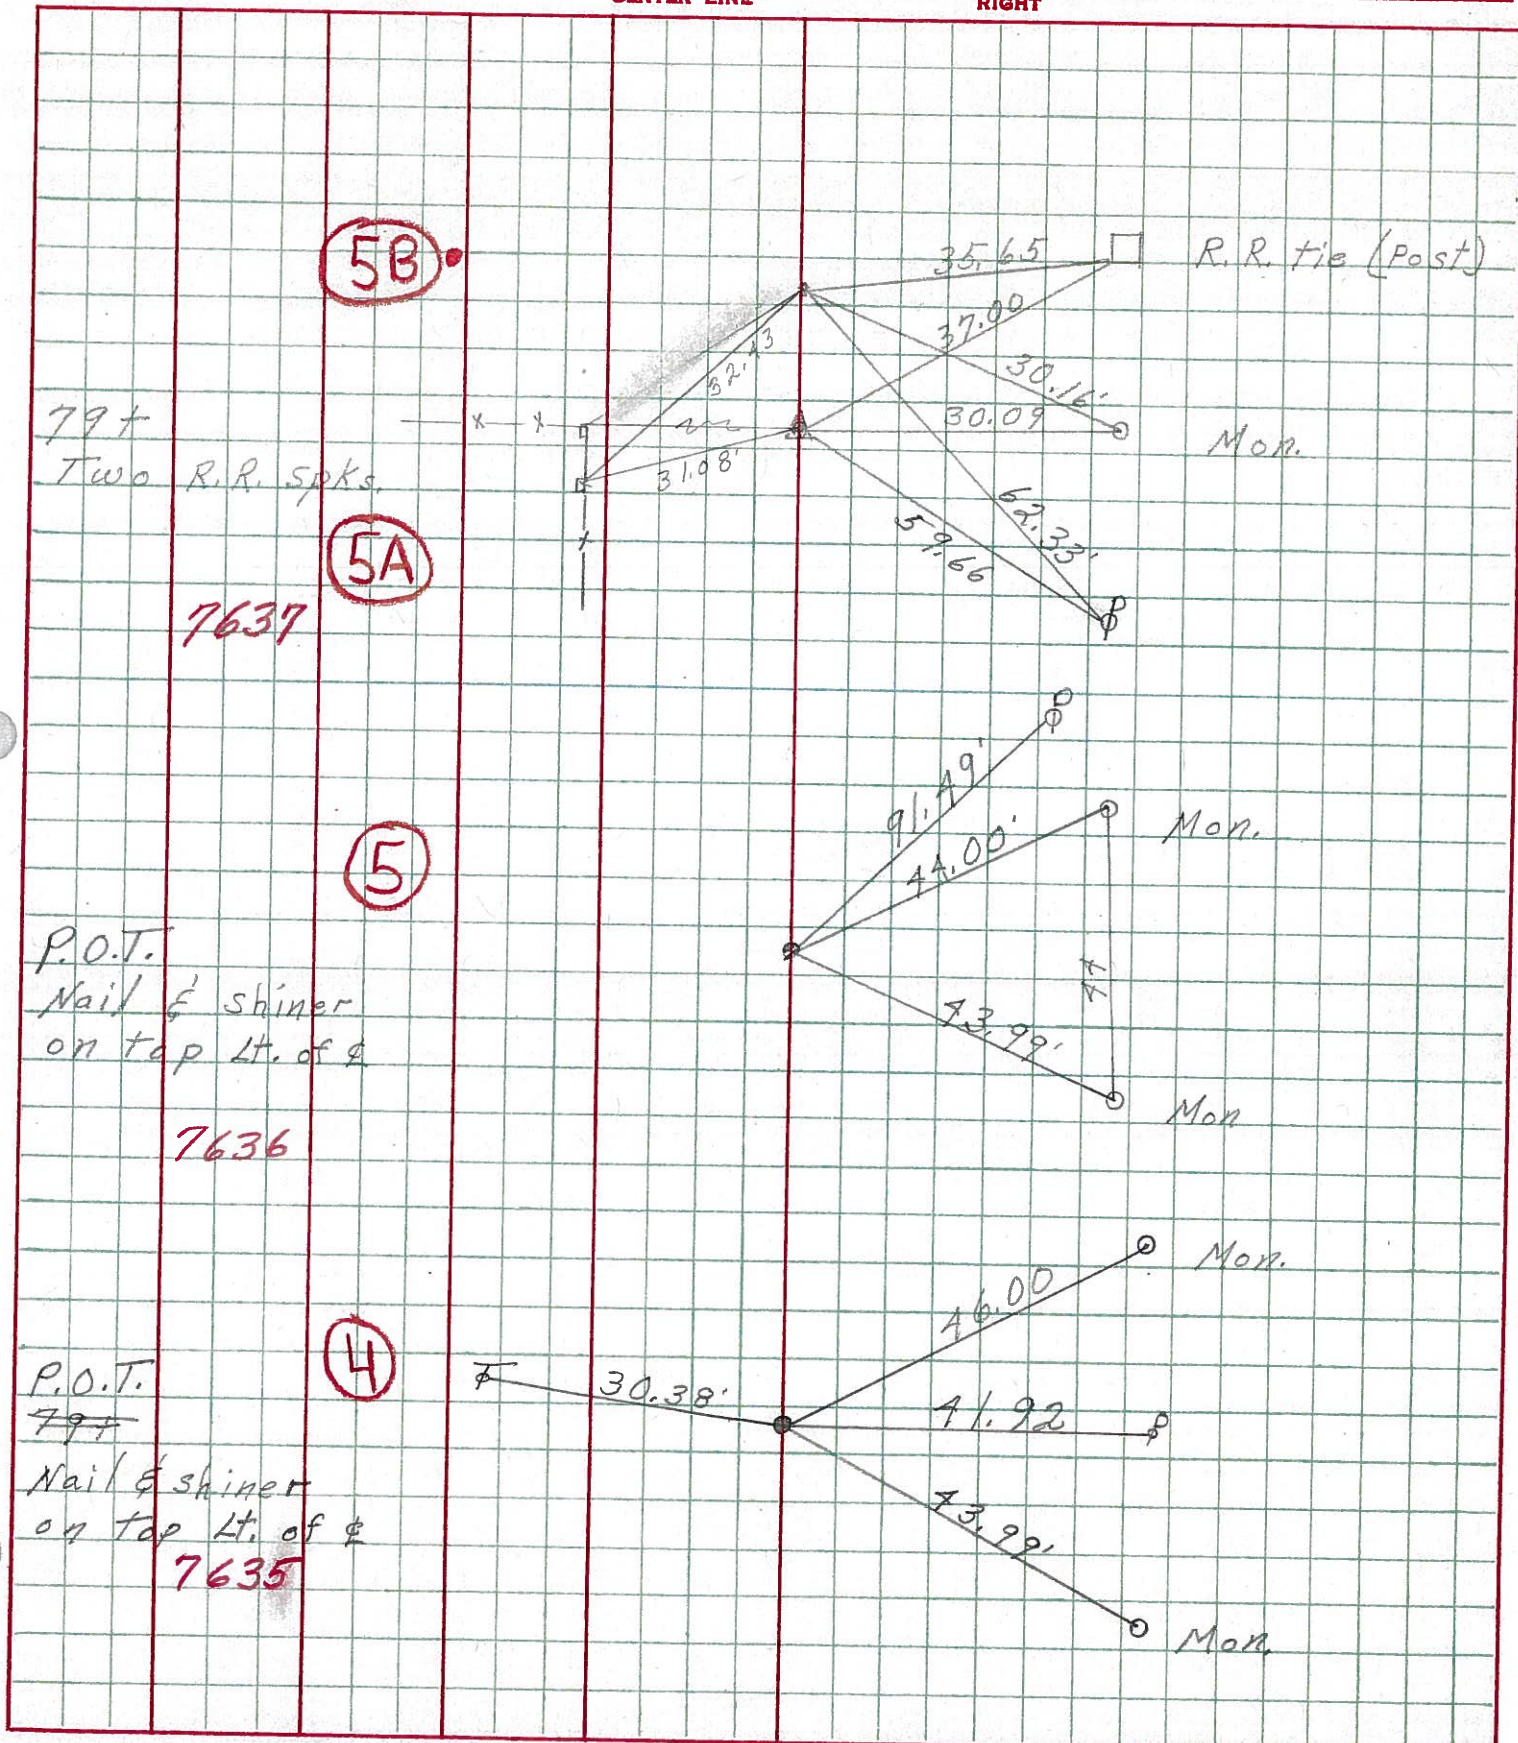 CENTER LINE RIGHT
5B
35.65
R.R. tie (Post)
37.00
32.43
30.16'
79+
30.09
Mon.
Two R.R. spks.
31.08'
62.33'
59.66
5A
7637
91.49'
Mon.
44.00'
5
P.O.T.
Nail & shiner
on top Lt. of ℄
73.99'
Mon
7636
Mon.
46.00
4
P.O.T.
30.38'
41.92
79+
Nail & shiner
on top Lt. of ℄
73.99'
7635
Mon.